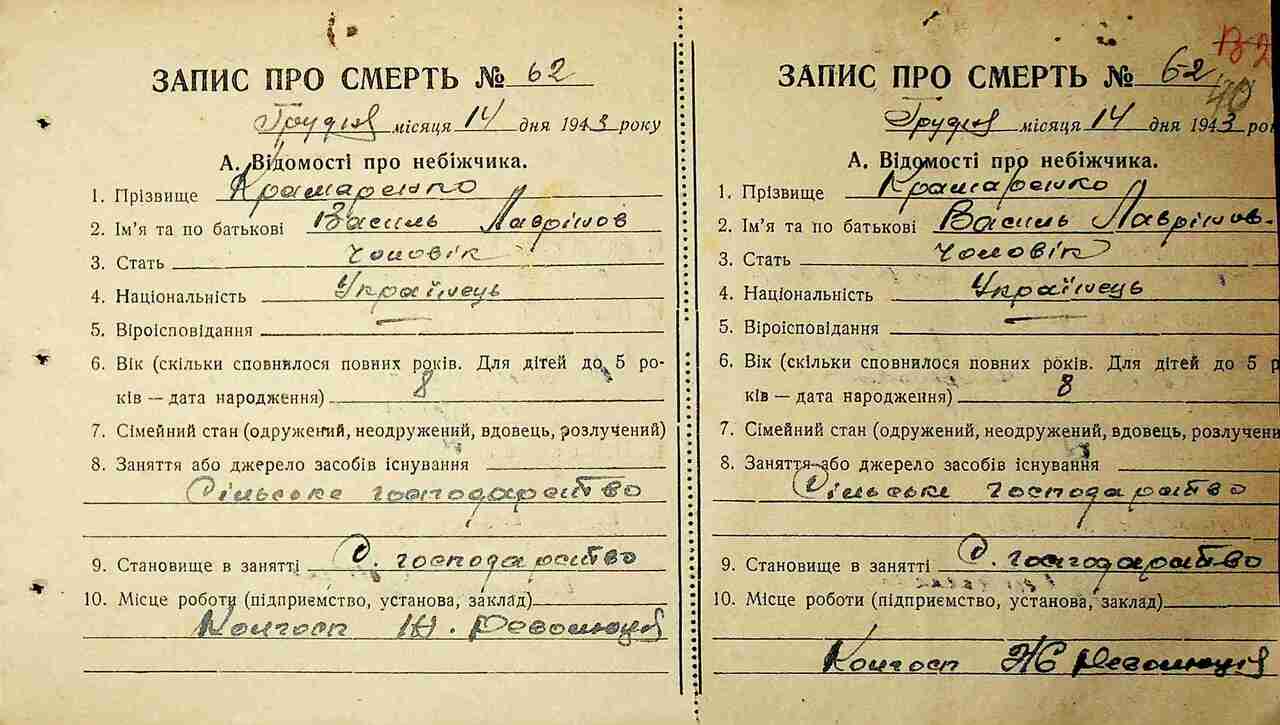 ЗАПИС ПРО СМЕРТЬ № 62
Грудня місяця 14 дня 1943 року
А. Відомості про небіжчика.
1. Прізвище Крамаренко
2. Ім'я та по батькові Василь Лаврінов
3. Стать Чоловік
4. Національність Українець
5. Віроісповідання —
6. Вік (скільки сповнилося повних років. Для дітей до 5 ро-
ків — дата народження) 8
7. Сімейний стан (одружений, неодружений, вдовець, розлучений)
8. Заняття або джерело засобів існування
Сільське господарство
9. Становище в занятті С. господарство
10. Місце роботи (підприємство, установа, заклад)
Колгосп Ж. Революція
ЗАПИС ПРО СМЕРТЬ № 62
40
Грудня місяця 14 дня 1943 ро
А. Відомості про небіжчика.
1. Прізвище Крамаренко
2. Ім'я та по батькові Василь Лаврінов-
3. Стать Чоловік
4. Національність Українець
5. Віроісповідання —
6. Вік (скільки сповнилося повних років. Для дітей до 5 р
ків — дата народження) 8
7. Сімейний стан (одружений, неодружений, вдовець, розлучени
8. Заняття або джерело засобів існування
Сільське господарство
9. Становище в занятті С. господарство
10. Місце роботи (підприємство, установа, заклад)
Колгосп Революція